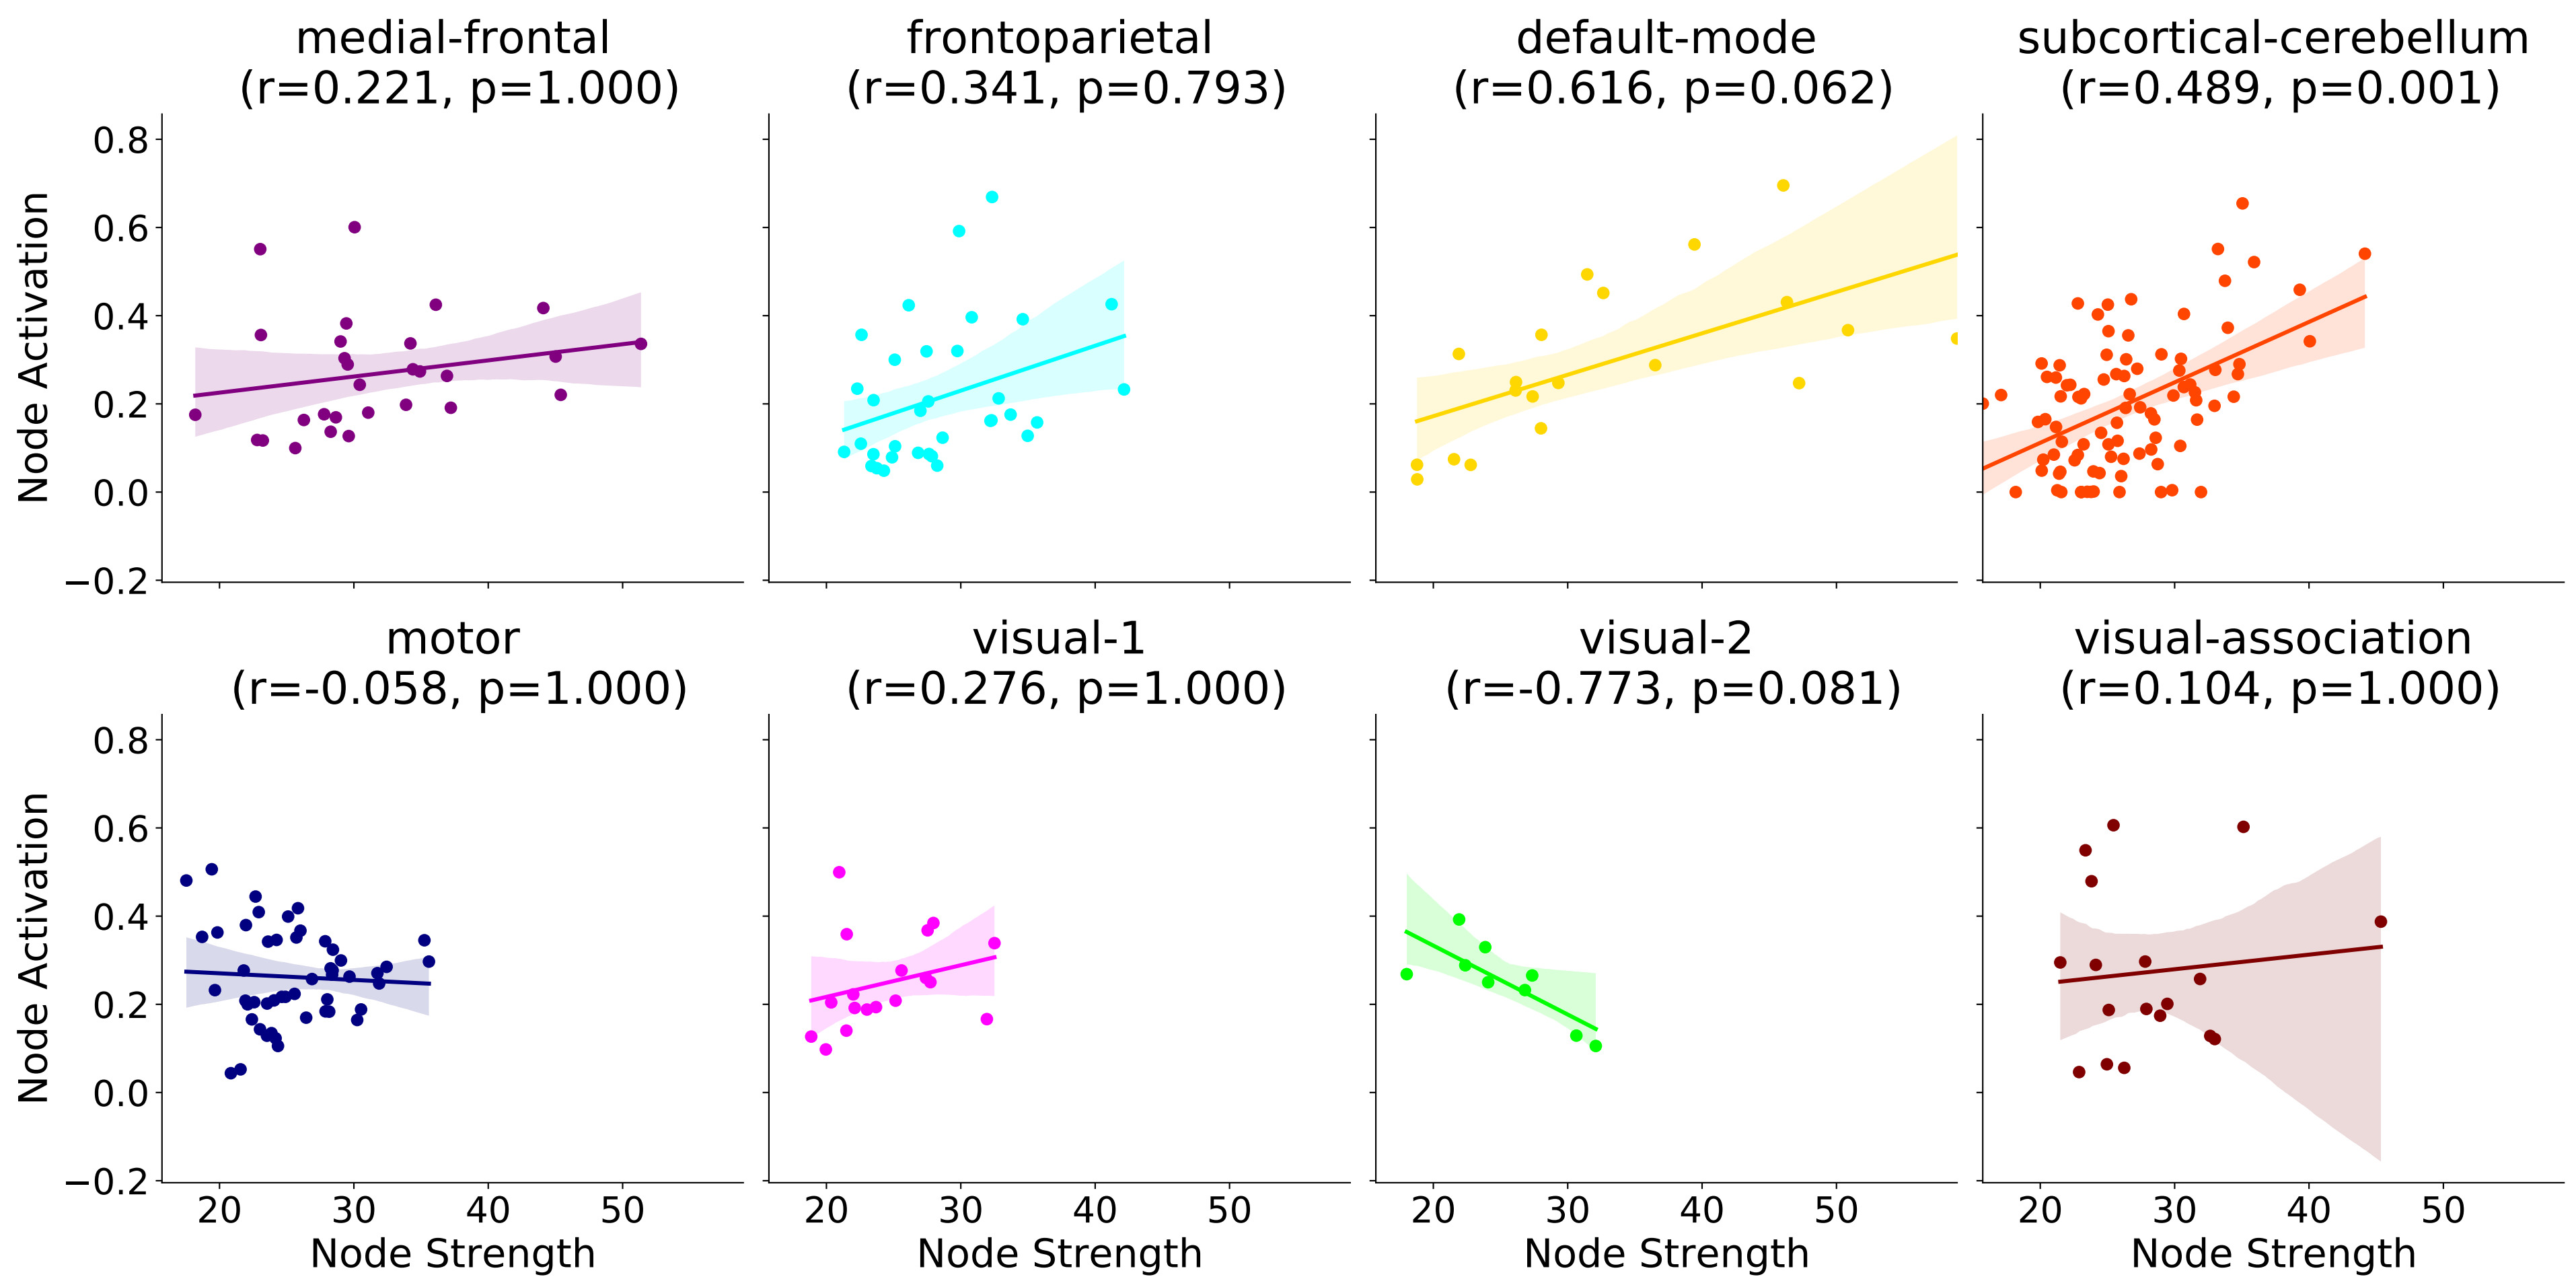 medial-frontal
(r=0.221, p=1.000)
frontoparietal
(r=0.341, p=0.793)
default-mode
(r=0.616, p=0.062)
subcortical-cerebellum
(r=0.489, p=0.001)
Node Activation
0.8
0.6
0.4
0.2
0.0
−0.2
motor
(r=-0.058, p=1.000)
visual-1
(r=0.276, p=1.000)
visual-2
(r=-0.773, p=0.081)
visual-association
(r=0.104, p=1.000)
Node Activation
0.8
0.6
0.4
0.2
0.0
−0.2
20 30 40 50
Node Strength
20 30 40 50
Node Strength
20 30 40 50
Node Strength
20 30 40 50
Node Strength